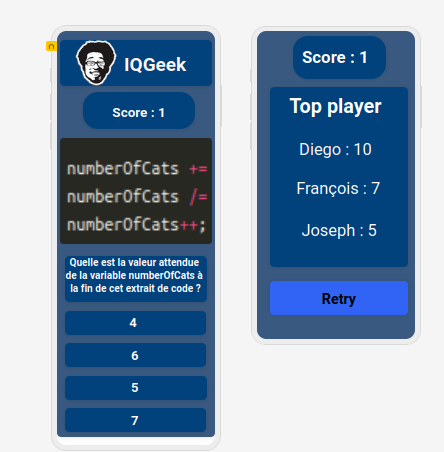 IQGeek
Score : 1
numberOfCats +=
numberOfCats /=
numberOfCats++;
Quelle est la valeur attendue
de la variable numberOfCats à
la fin de cet extrait de code ?
4
6
5
7
Score : 1
Top player
Diego : 10
François : 7
Joseph : 5
Retry